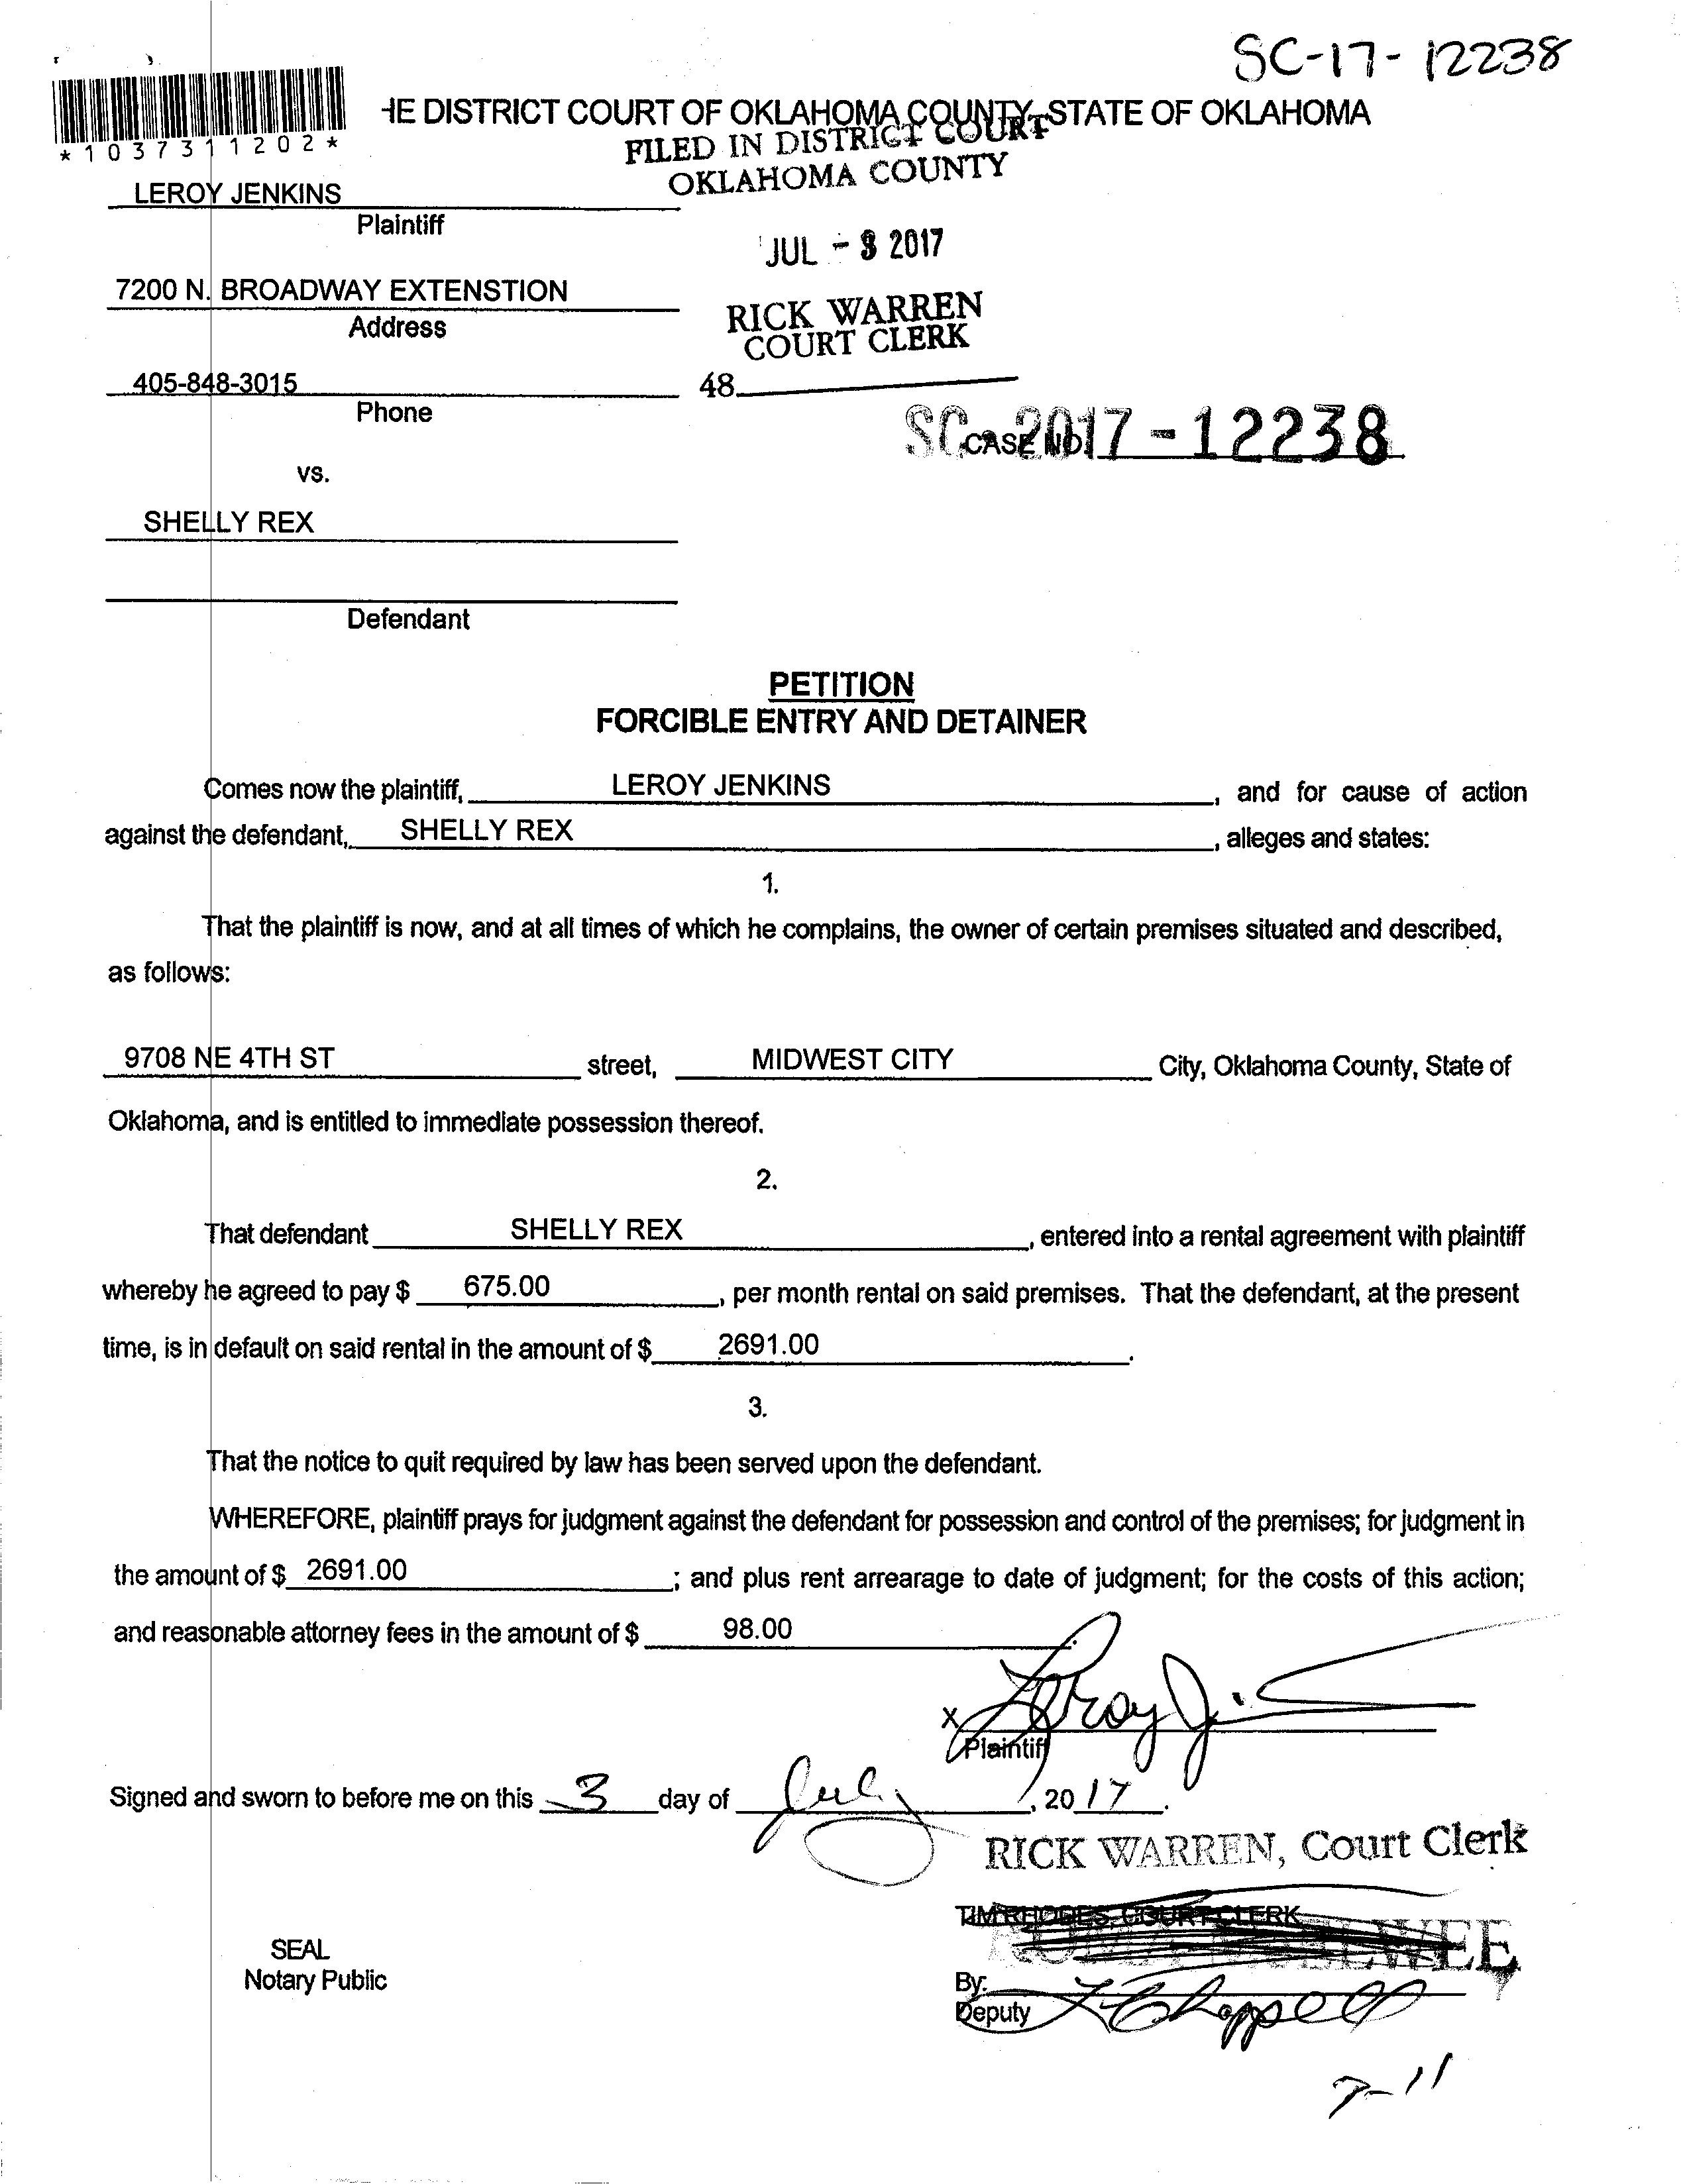 SC-17-12238
*1037311202*
HE DISTRICT COURT OF OKLAHOMA COUNTY, STATE OF OKLAHOMA
FILED IN DISTRICT COURT
OKLAHOMA COUNTY
LEROY JENKINS
Plaintiff
JUL - 3 2017
7200 N. BROADWAY EXTENSTION
Address
RICK WARREN
COURT CLERK
405-848-3015
48
Phone
SC-2017-12238
CASE NO.
vs.
SHELLY REX
Defendant
PETITION
FORCIBLE ENTRY AND DETAINER
Comes now the plaintiff, LEROY JENKINS, and for cause of action
against the defendant, SHELLY REX, alleges and states:
1.
That the plaintiff is now, and at all times of which he complains, the owner of certain premises situated and described,
as follows:
9708 NE 4TH ST street, MIDWEST CITY City, Oklahoma County, State of
Oklahoma, and is entitled to immediate possession thereof.
2.
That defendant SHELLY REX, entered into a rental agreement with plaintiff
whereby he agreed to pay $ 675.00, per month rental on said premises. That the defendant, at the present
time, is in default on said rental in the amount of $ 2691.00.
3.
That the notice to quit required by law has been served upon the defendant.
WHEREFORE, plaintiff prays for judgment against the defendant for possession and control of the premises; for judgment in
the amount of $ 2691.00; and plus rent arrearage to date of judgment; for the costs of this action;
and reasonable attorney fees in the amount of $ 98.00.
x Leroy J
Plaintiff
Signed and sworn to before me on this 3 day of July, 2017.
RICK WARREN, Court Clerk
TIM RHODES, COURT CLERK
SEAL
Notary Public
By:
Deputy Chappell
7-11